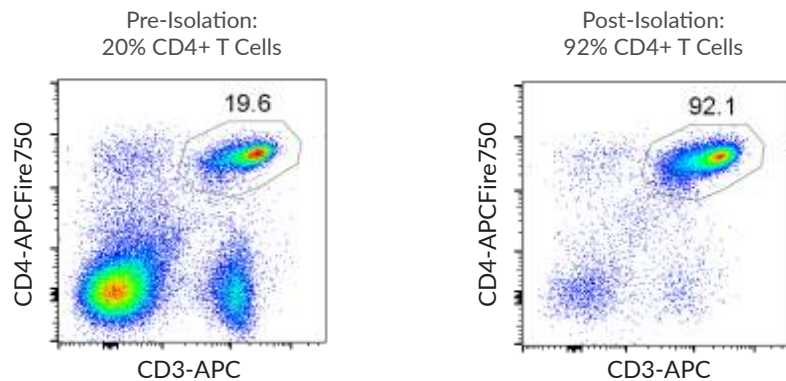 Pre-Isolation:
20% CD4+ T Cells
19.6
CD4-APCFire750
CD3-APC
Post-Isolation:
92% CD4+ T Cells
92.1
CD4-APCFire750
CD3-APC